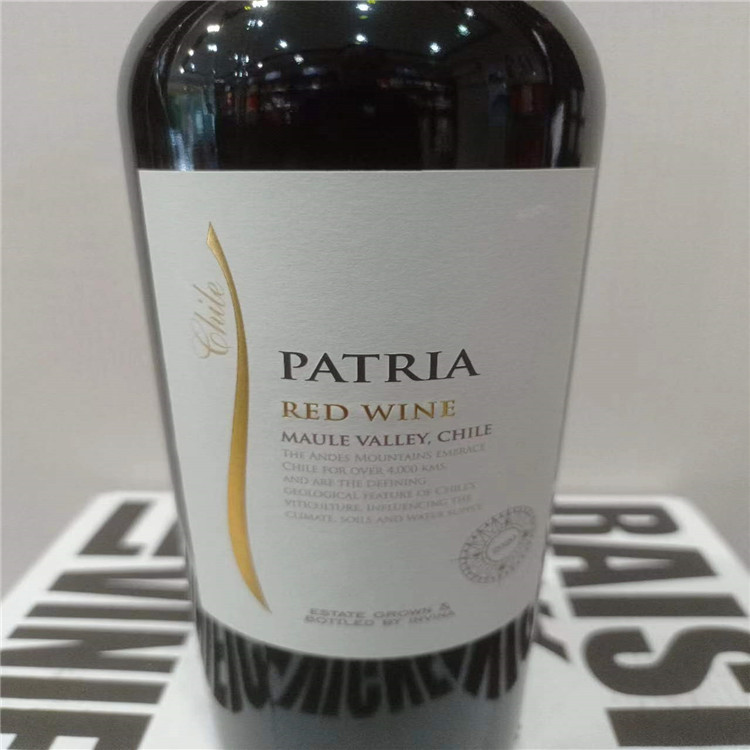 Chile
PATRIA
RED WINE
MAULE VALLEY, CHILE
THE ANDES MOUNTAINS EMBRACE
CHILE FOR OVER 4,000 KMS
AND ARE THE DEFINING
GEOLOGICAL FEATURE OF CHILE'S
VITICULTURE, INFLUENCING THE
CLIMATE, SOILS AND WATER SUPPLY.
ESTATE GROWN &
BOTTLED BY INVINA
RAIS